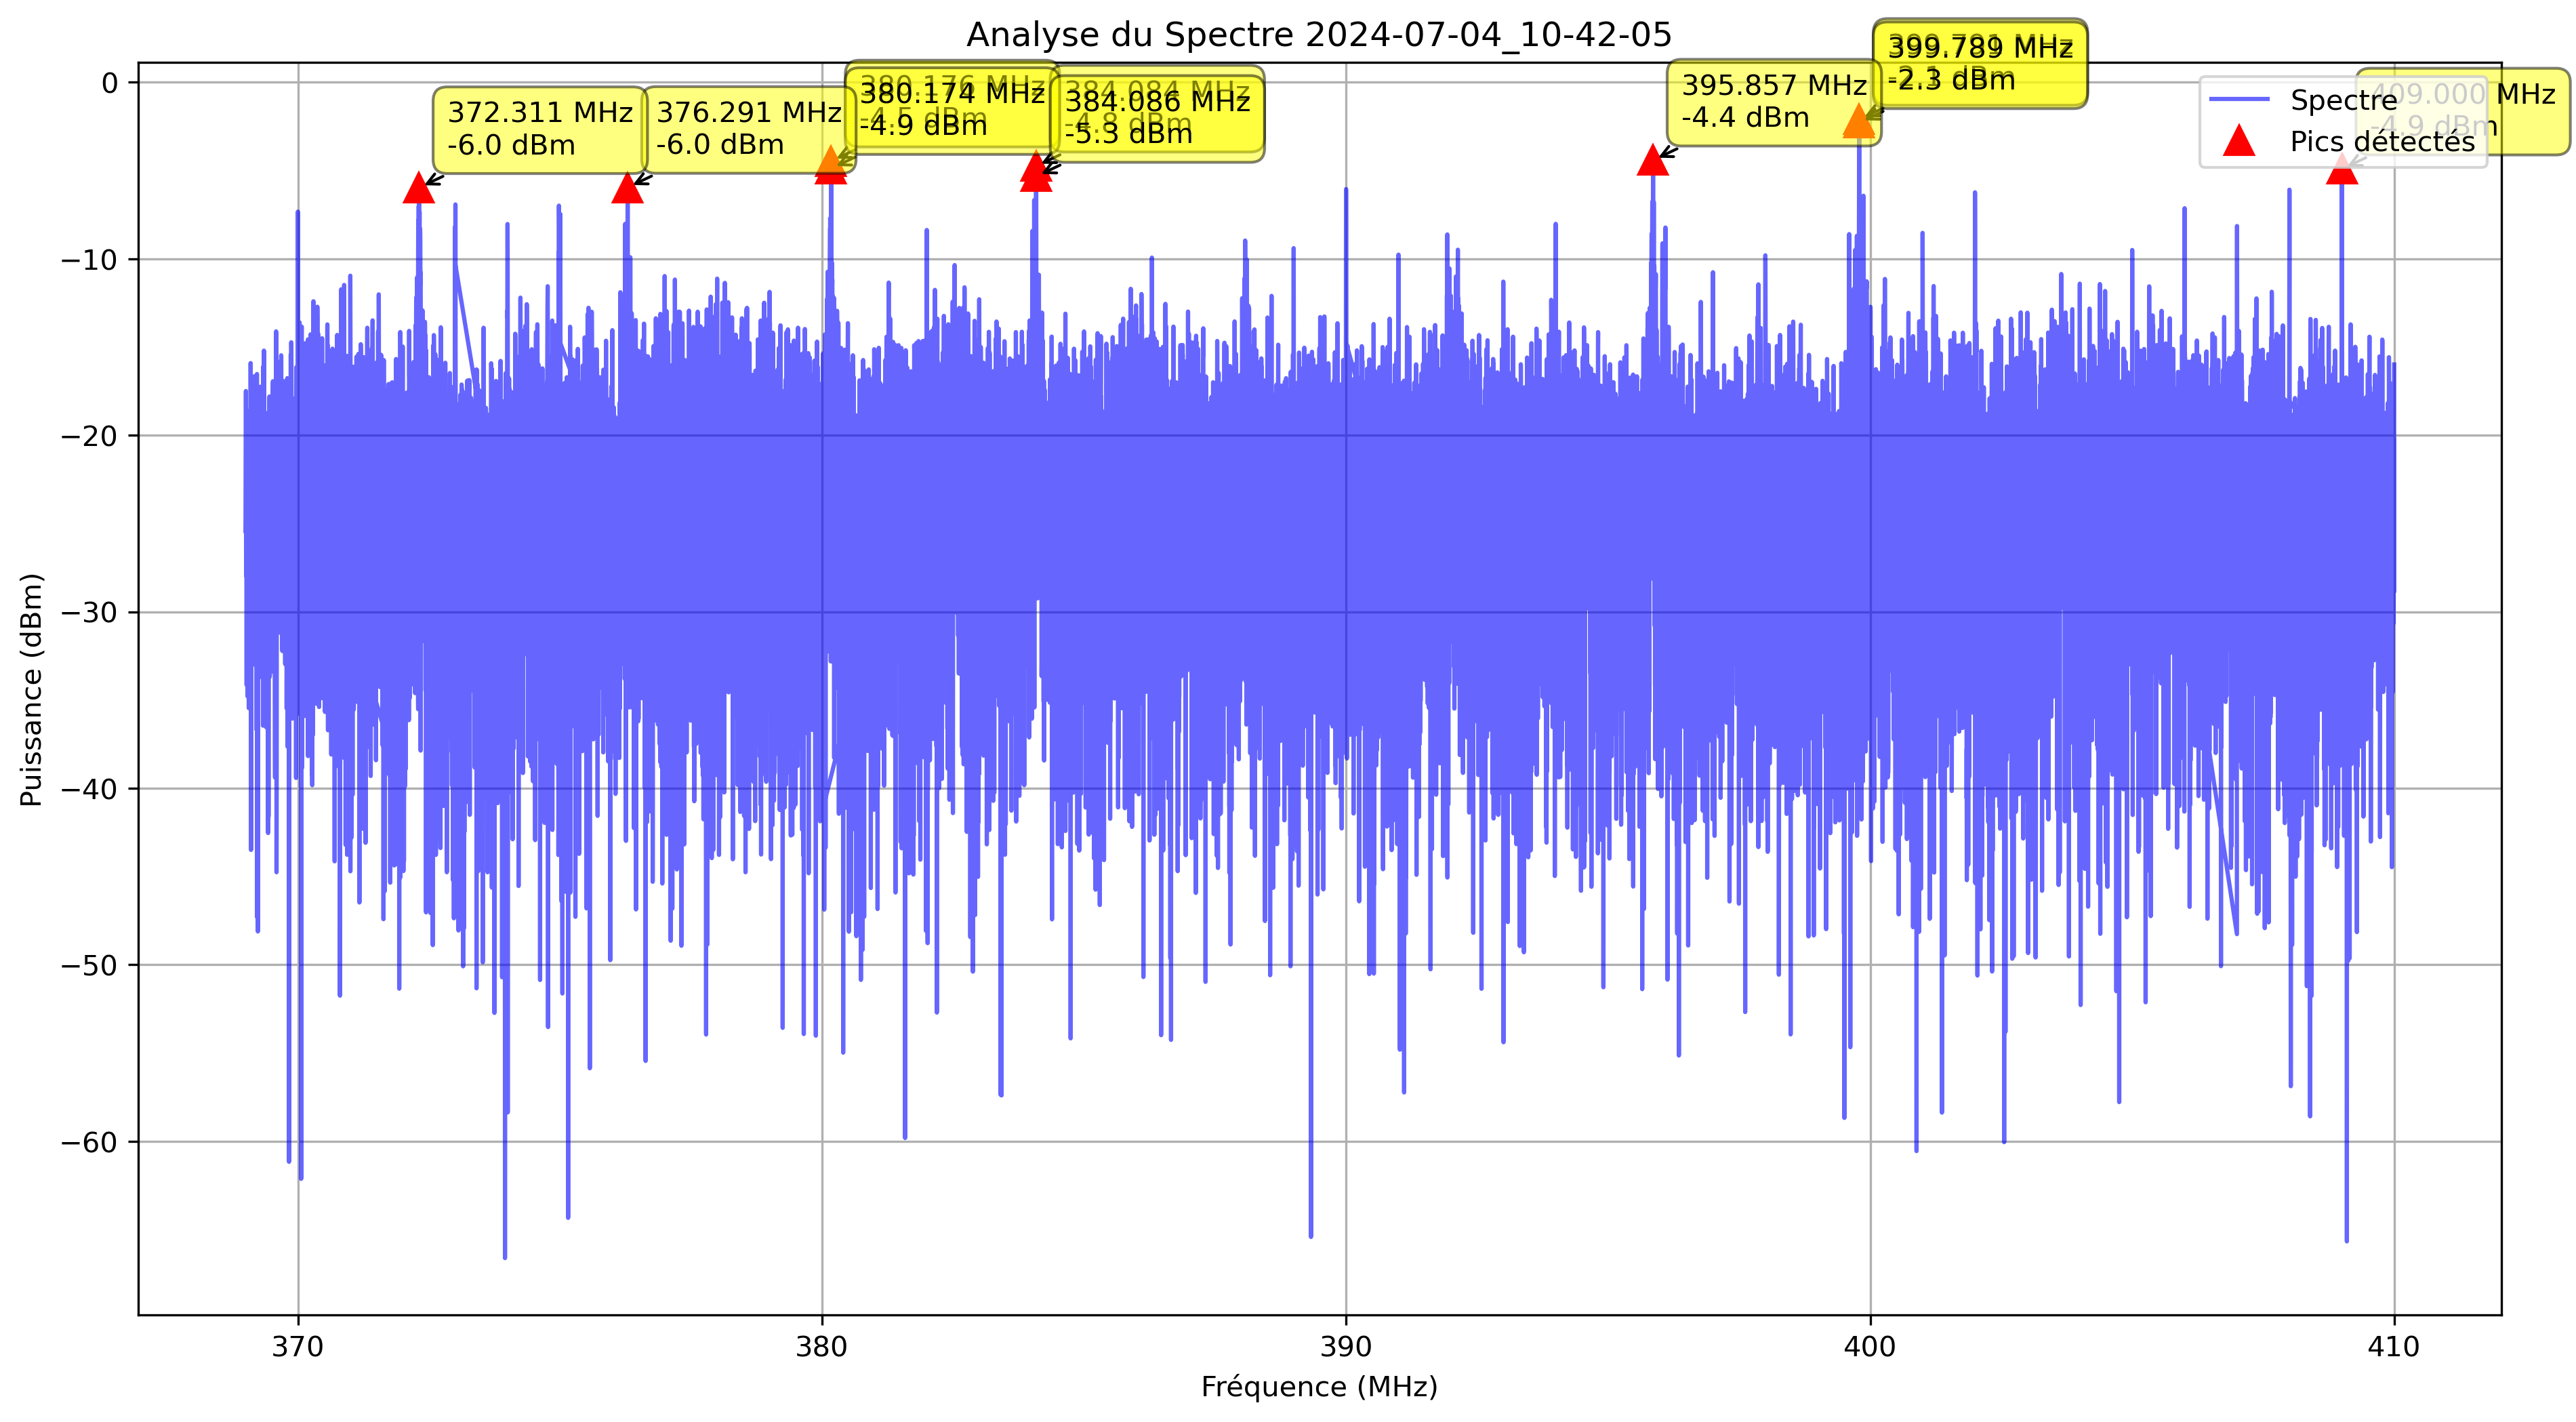 Analyse du Spectre 2024-07-04_10-42-05
372.311 MHz
-6.0 dBm
376.291 MHz
-6.0 dBm
380.174 MHz
-4.9 dBm
384.086 MHz
-5.3 dBm
395.857 MHz
-4.4 dBm
399.789 MHz
-2.3 dBm
409.000 MHz
-4.9 dBm
Spectre
Pics détectés
Puissance (dBm)
0
−10
−20
−30
−40
−50
−60
370
380
390
400
410
Fréquence (MHz)